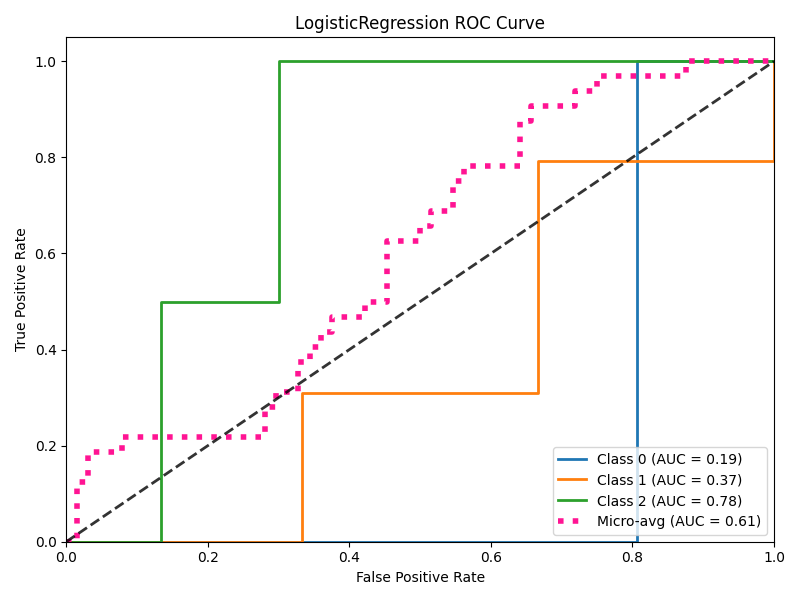 LogisticRegression ROC Curve
True Positive Rate
1.0
0.8
0.6
0.4
0.2
0.0
Class 0 (AUC = 0.19)
Class 1 (AUC = 0.37)
Class 2 (AUC = 0.78)
Micro-avg (AUC = 0.61)
0.0 0.2 0.4 0.6 0.8 1.0
False Positive Rate